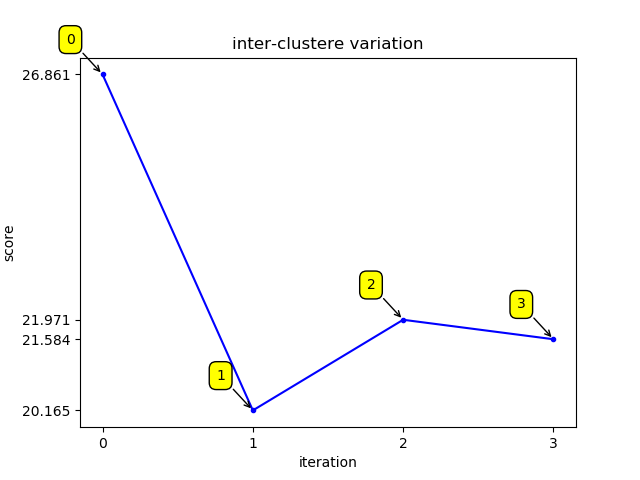 inter-clustere variation
0
26.861
score
2
3
21.971
21.584
1
20.165
0 1 2 3
iteration